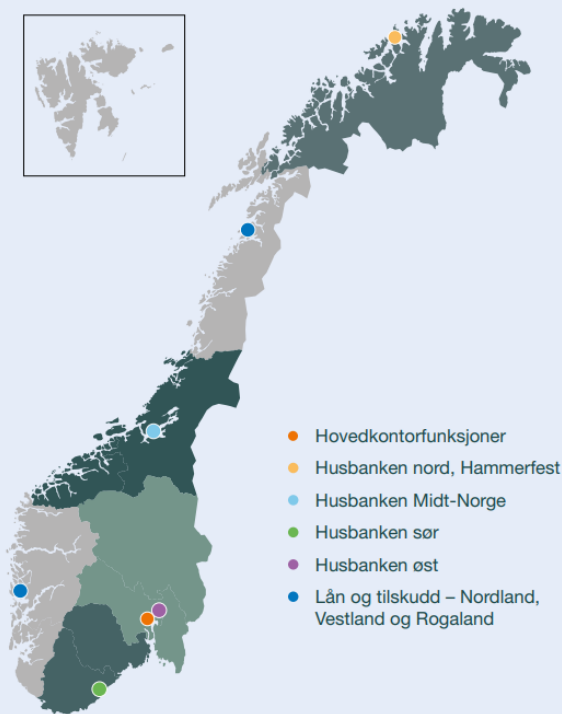 Hovedkontorfunksjoner
Husbanken nord, Hammerfest
Husbanken Midt-Norge
Husbanken sør
Husbanken øst
Lån og tilskudd – Nordland,
Vestland og Rogaland